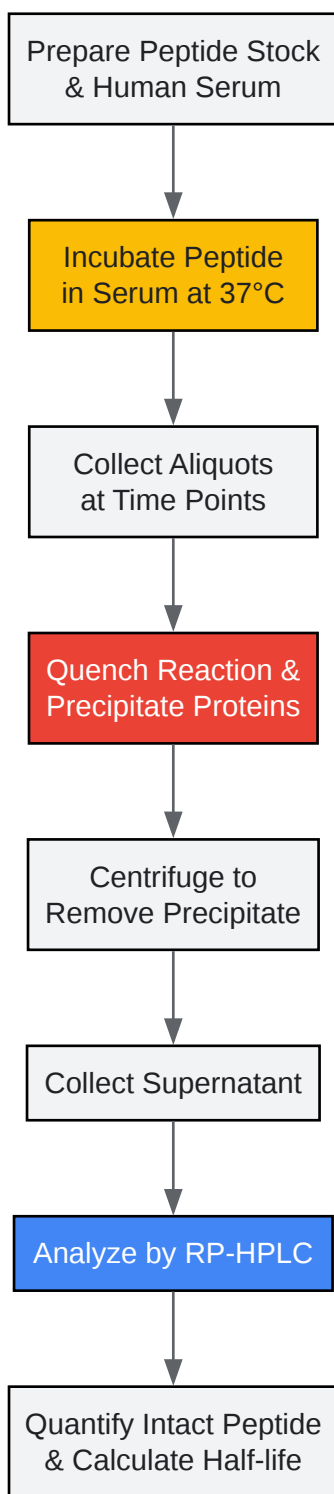 Prepare Peptide Stock
& Human Serum
Incubate Peptide
in Serum at 37°C
Collect Aliquots
at Time Points
Quench Reaction &
Precipitate Proteins
Centrifuge to
Remove Precipitate
Collect Supernatant
Analyze by RP-HPLC
Quantify Intact Peptide
& Calculate Half-life